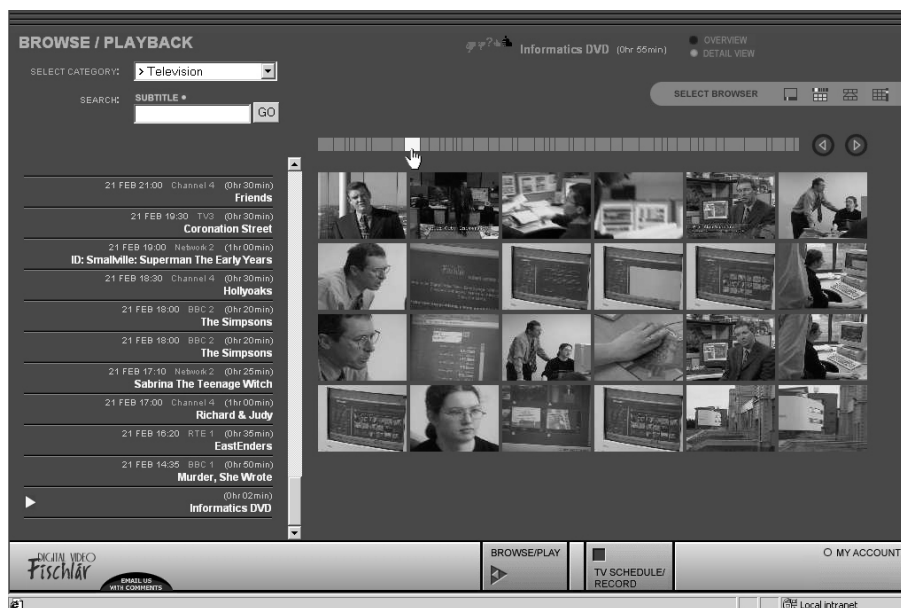 BROWSE / PLAYBACK
SELECT CATEGORY:
> Television
SEARCH:
SUBTITLE
GO
Informatics DVD (0hr 55min)
OVERVIEW
DETAIL VIEW
SELECT BROWSER
21 FEB 21:00 Channel 4 (0hr 30min)
Friends
21 FEB 19:30 TV3 (0hr 30min)
Coronation Street
21 FEB 19:00 Network 2 (1hr 00min)
ID: Smallville: Superman The Early Years
21 FEB 18:30 Channel 4 (0hr 30min)
Hollyoaks
21 FEB 18:00 BBC 2 (0hr 20min)
The Simpsons
21 FEB 18:00 BBC 2 (0hr 20min)
The Simpsons
21 FEB 17:10 Network 2 (0hr 25min)
Sabrina The Teenage Witch
21 FEB 17:00 Channel 4 (1hr 00min)
Richard & Judy
21 FEB 16:20 RTE 1 (0hr 35min)
EastEnders
21 FEB 14:35 BBC 1 (0hr 50min)
Murder, She Wrote
(0hr 02min)
Informatics DVD
DIGITAL VIDEO
Físchlár
EMAIL US
WITH COMMENTS
BROWSE/PLAY
TV SCHEDULE/
RECORD
MY ACCOUNT
Local intranet